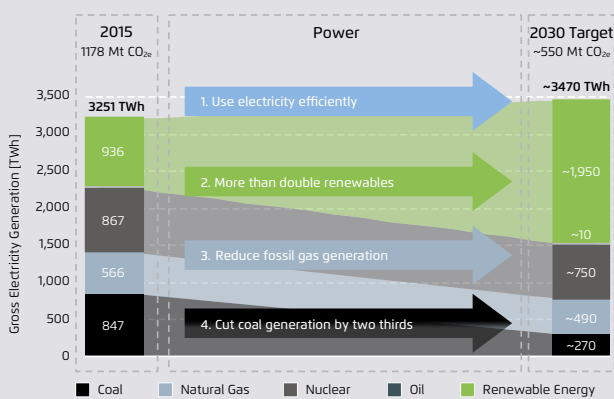 2015
1178 Mt CO2e
Power
2030 Target
~550 Mt CO2e
Gross Electricity Generation [TWh]
3,500
3,000
2,500
2,000
1,500
1,000
500
0
3251 TWh
936
867
566
847
1. Use electricity efficiently
2. More than double renewables
3. Reduce fossil gas generation
4. Cut coal generation by two thirds
~3470 TWh
~1,950
~10
~750
~490
~270
Coal
Natural Gas
Nuclear
Oil
Renewable Energy